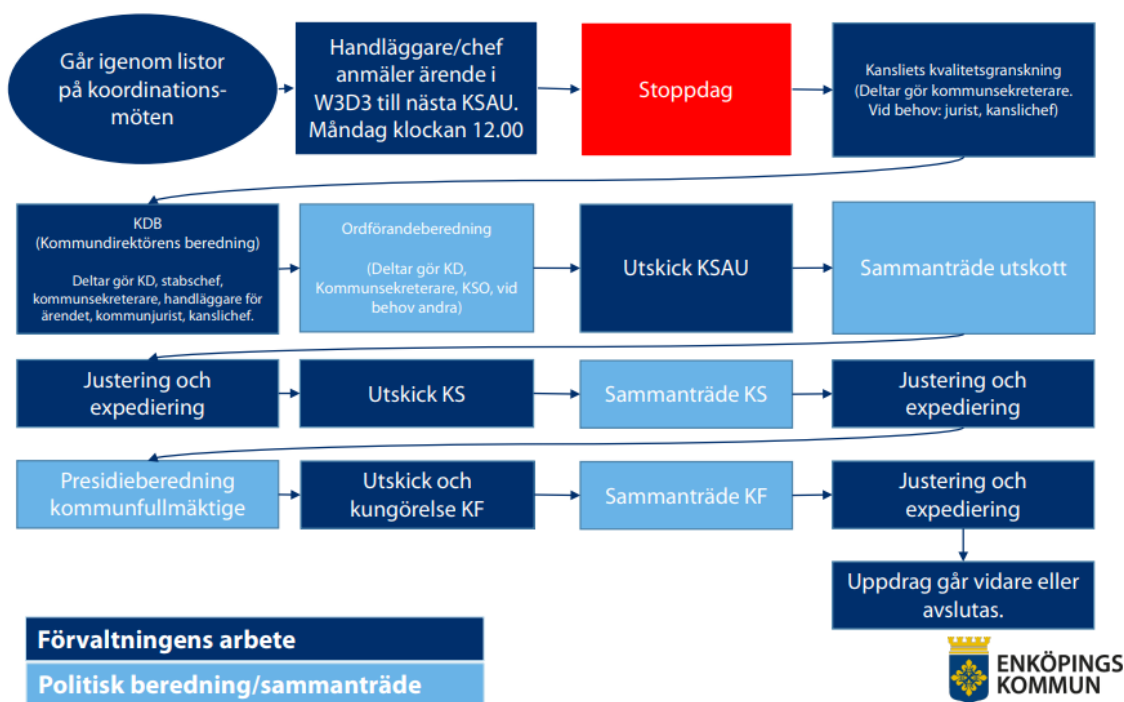 Går igenom listor
på koordinations-
möten
Handläggare/chef
anmäler ärende i
W3D3 till nästa KSAU.
Måndag klockan 12.00
Stoppdag
Kansliets kvalitetsgranskning
(Deltar gör kommunsekreterare.
Vid behov: jurist, kanslichef)
KDB
(Kommundirektörens beredning)
Deltar gör KD, stabschef,
kommunsekreterare, handläggare för
ärendet, kommunjurist, kanslichef.
Ordförandeberedning
(Deltar gör KD,
Kommunsekreterare, KSO, vid
behov andra)
Utskick KSAU
Sammanträde utskott
Justering och
expediering
Utskick KS
Sammanträde KS
Justering och
expediering
Presidieberedning
kommunfullmäktige
Utskick och
kungörelse KF
Sammanträde KF
Justering och
expediering
Uppdrag går vidare eller
avslutas.
Förvaltningens arbete
Politisk beredning/sammanträde
ENKÖPINGS
KOMMUN